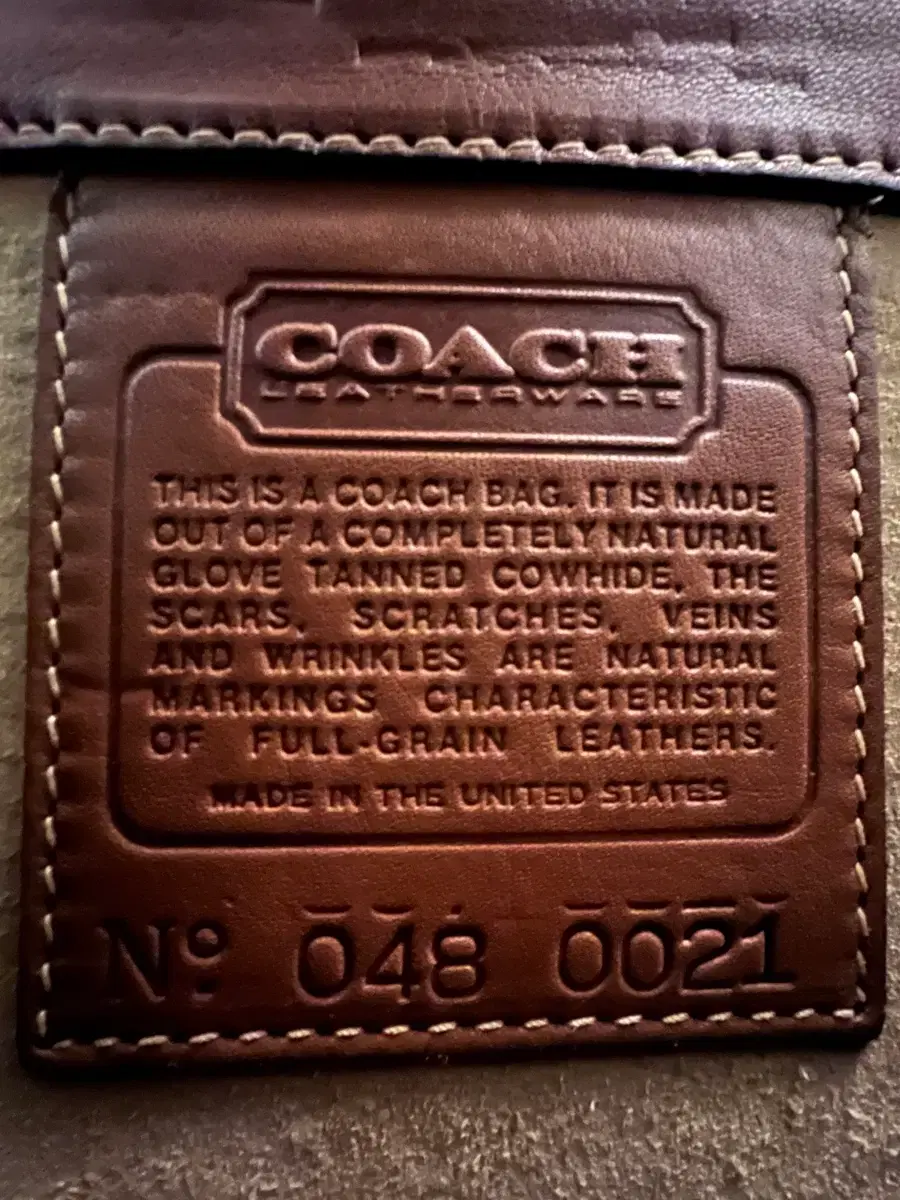 COACH
LEATHERWARE
THIS IS A COACH BAG. IT IS MADE
OUT OF A COMPLETELY NATURAL
GLOVE TANNED COWHIDE, THE
SCARS, SCRATCHES, VEINS
AND WRINKLES ARE NATURAL
MARKINGS CHARACTERISTIC
OF FULL-GRAIN LEATHERS.
MADE IN THE UNITED STATES
Nº 048 0021